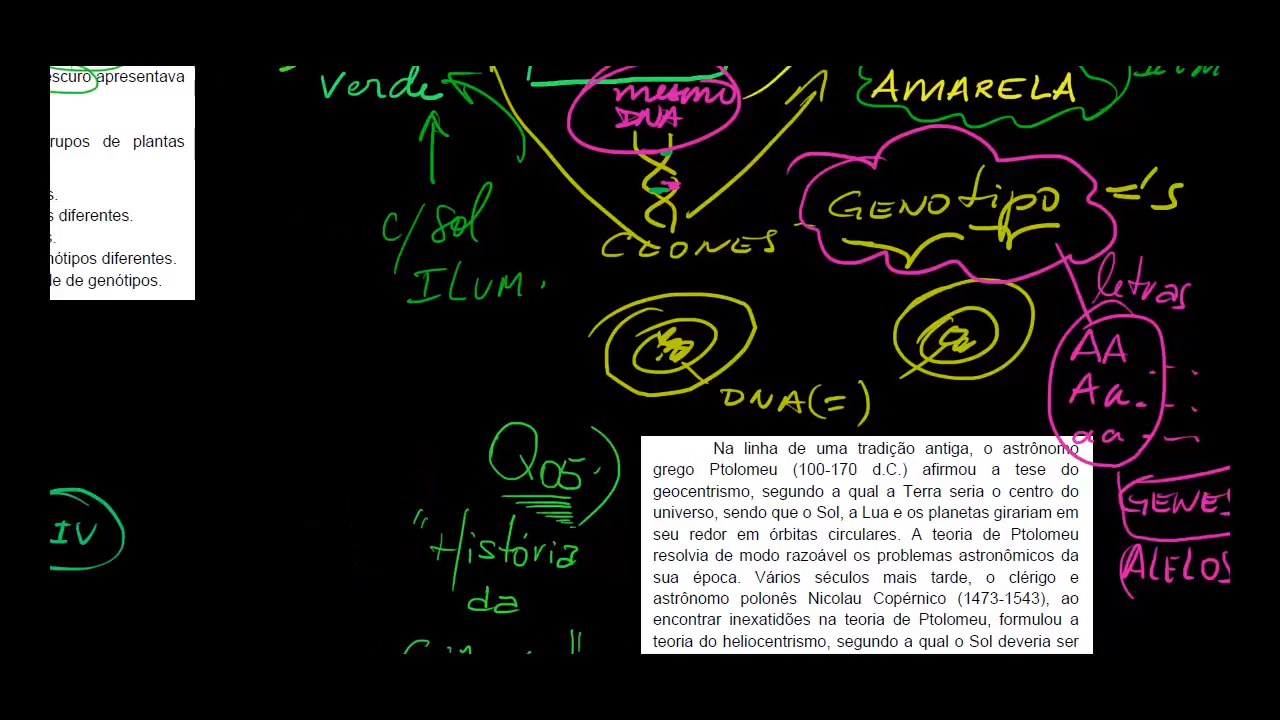 escuro apresentava
rupos de plantas
s.
s diferentes.
s.
nótipos diferentes.
de de genótipos.
Verde
mesmo
DNA
AMARELA
ILUM
c/ sol
ILUM.
CLONES
GENOtipo
='s
letras
AA
Aa
aa
DNA(=)
GENES
ALELOS
IV
Q05.
"História
da
Na linha de uma tradição antiga, o astrônomo
grego Ptolomeu (100-170 d.C.) afirmou a tese do
geocentrismo, segundo a qual a Terra seria o centro do
universo, sendo que o Sol, a Lua e os planetas girariam em
seu redor em órbitas circulares. A teoria de Ptolomeu
resolvia de modo razoável os problemas astronômicos da
sua época. Vários séculos mais tarde, o clérigo e
astrônomo polonês Nicolau Copérnico (1473-1543), ao
encontrar inexatidões na teoria de Ptolomeu, formulou a
teoria do heliocentrismo, segundo a qual o Sol deveria ser